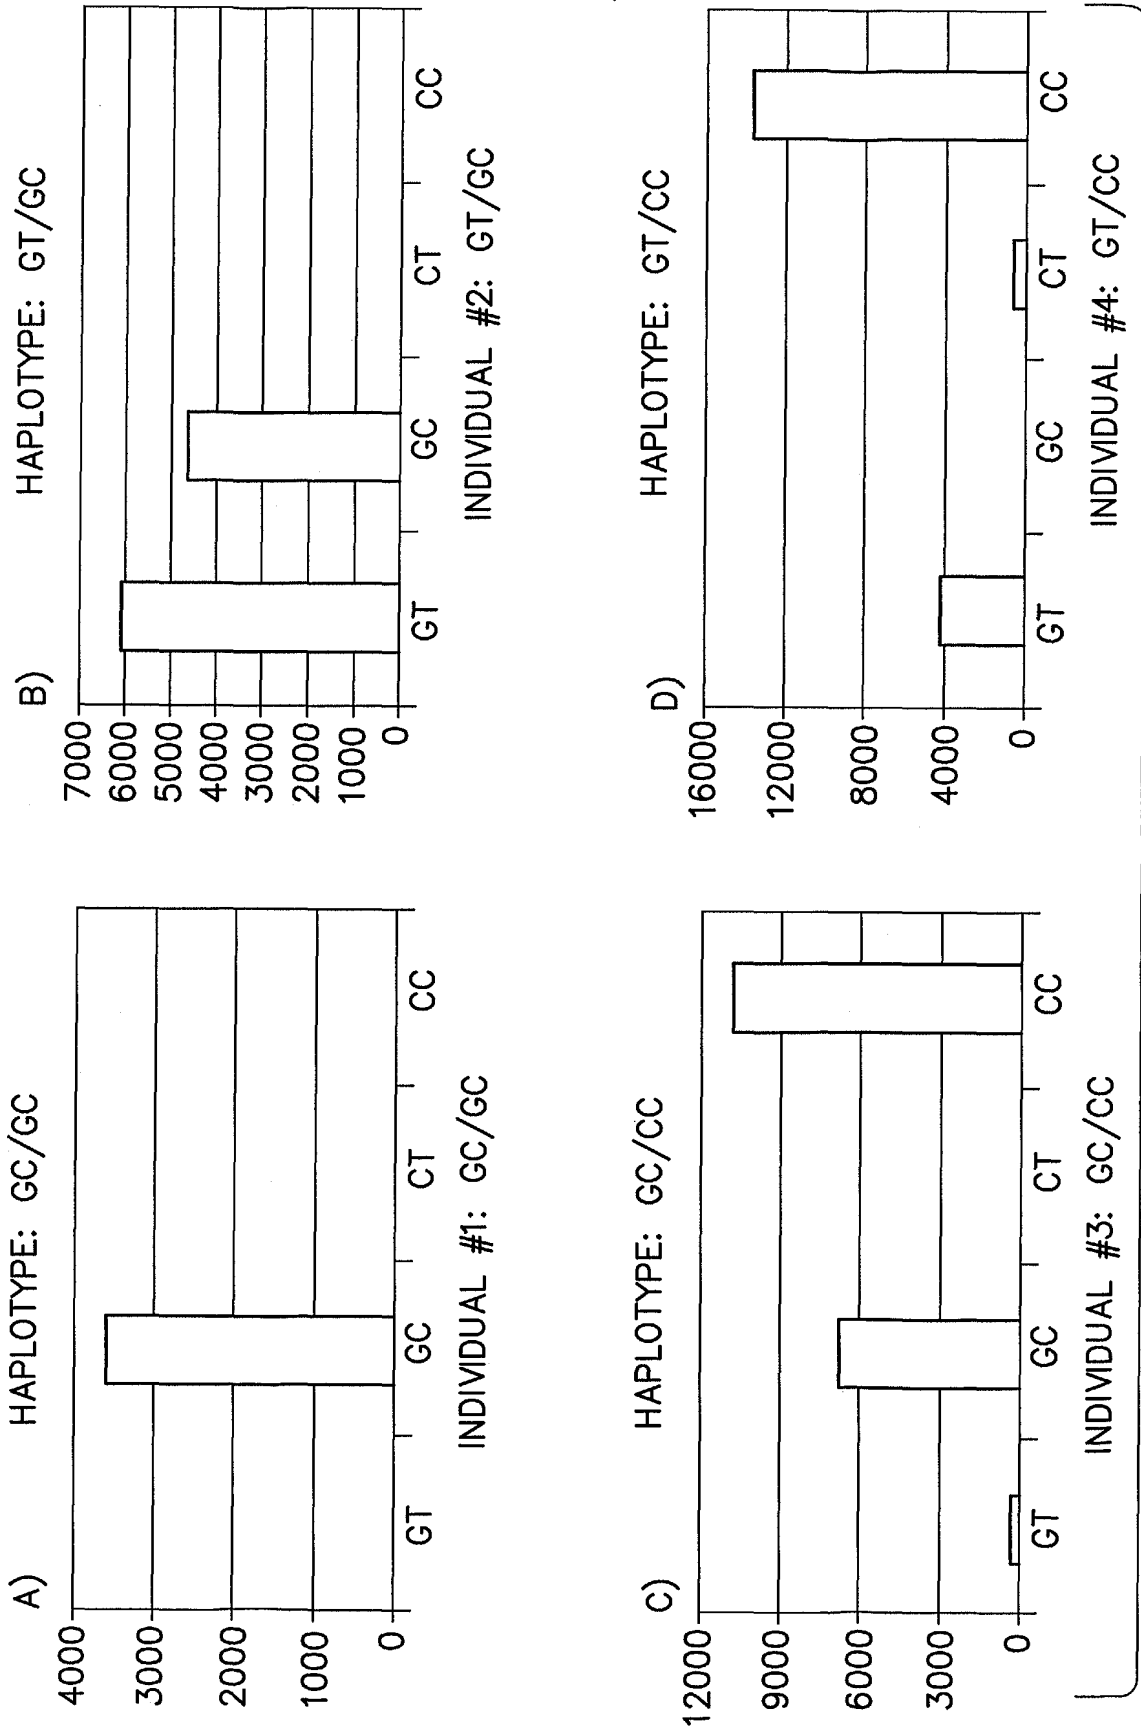 A) HAPLOTYPE: GC/GC
4000
3000
2000
1000
0
GT GC CT CC
INDIVIDUAL #1: GC/GC
B) HAPLOTYPE: GT/GC
7000
6000
5000
4000
3000
2000
1000
0
GT GC CT CC
INDIVIDUAL #2: GT/GC
C) HAPLOTYPE: GC/CC
12000
9000
6000
3000
0
GT GC CT CC
INDIVIDUAL #3: GC/CC
D) HAPLOTYPE: GT/CC
16000
12000
8000
4000
0
GT GC CT CC
INDIVIDUAL #4: GT/CC